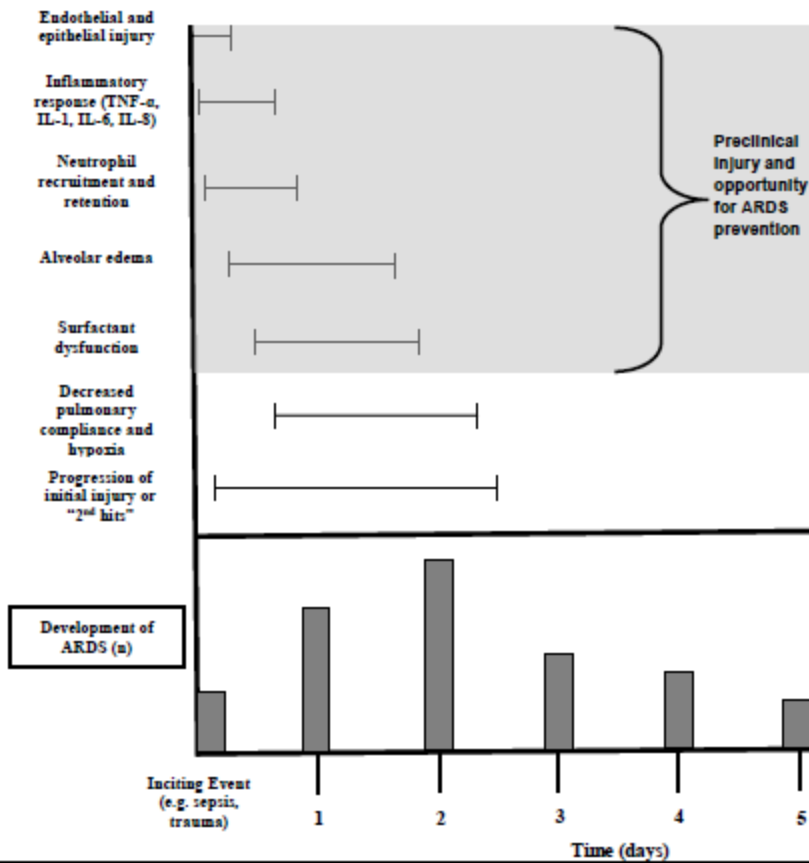 Endothelial and
epithelial injury
Inflammatory
response (TNF-α,
IL-1, IL-6, IL-8)
Neutrophil
recruitment and
retention
Alveolar edema
Surfactant
dysfunction
Preclinical
injury and
opportunity
for ARDS
prevention
Decreased
pulmonary
compliance and
hypoxia
Progression of
initial injury or
“2nd hits”
Development of
ARDS (n)
Inciting Event
(e.g. sepsis,
trauma)
1
2
3
4
5
Time (days)